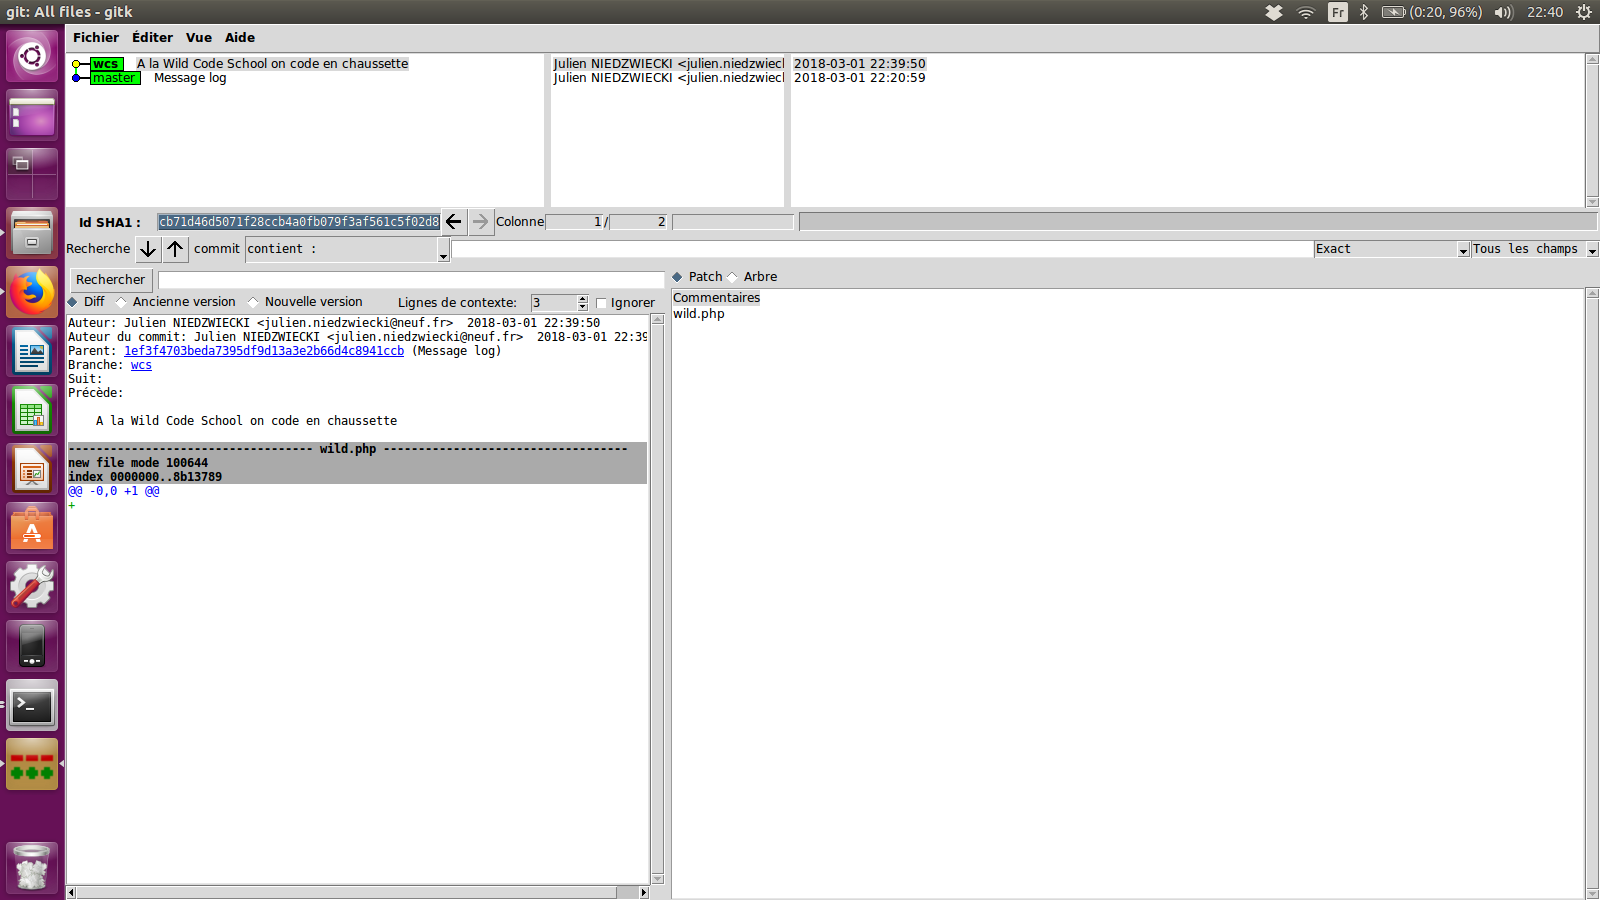 git: All files - gitk
Fr (0:20, 96%) 22:40
Fichier Éditer Vue Aide
wcs A la Wild Code School on code en chaussette Julien NIEDZWIECKI <julien.niedzwiecl 2018-03-01 22:39:50
master Message log Julien NIEDZWIECKI <julien.niedzwiecl 2018-03-01 22:20:59
Id SHA1 : cb71d46d5071f28ccb4a0fb079f3af561c5f02d8 Colonne 1 / 2
Recherche commit contient : Exact Tous les champs
Rechercher
Patch Arbre
Diff Ancienne version Nouvelle version Lignes de contexte: 3 Ignorer
Commentaires
wild.php
Auteur: Julien NIEDZWIECKI <julien.niedzwiecki@neuf.fr> 2018-03-01 22:39:50
Auteur du commit: Julien NIEDZWIECKI <julien.niedzwiecki@neuf.fr> 2018-03-01 22:39
Parent: 1ef3f4703beda7395df9d13a3e2b66d4c8941ccb (Message log)
Branche: wcs
Suit:
Précède:
A la Wild Code School on code en chaussette
----------------------------------- wild.php -----------------------------------
new file mode 100644
index 0000000..8b13789
@@ -0,0 +1 @@
+